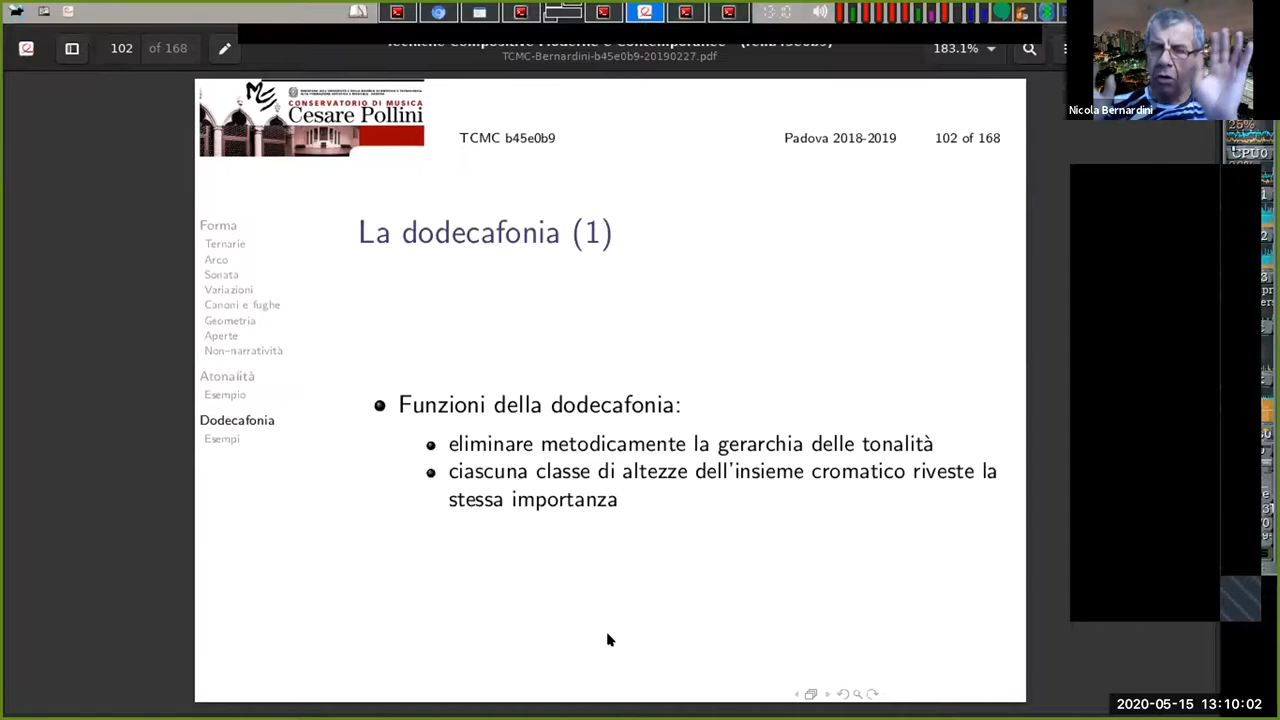 102 of 168
TCMC-Bernardini-b45e0b9-20190227.pdf
183.1%
Nicola Bernardini
25%
CPU0
CONSERVATORIO DI MUSICA
Cesare Pollini
TCMC b45e0b9
Padova 2018-2019
102 of 168
La dodecafonia (1)
Forma
Ternarie
Arco
Sonata
Variazioni
Canoni e fughe
Geometria
Aperte
Non-narratività
Atonalità
Esempio
Dodecafonia
Esempi
Funzioni della dodecafonia:
eliminare metodicamente la gerarchia delle tonalità
ciascuna classe di altezze dell'insieme cromatico riveste la
stessa importanza
2020-05-15 13:10:02